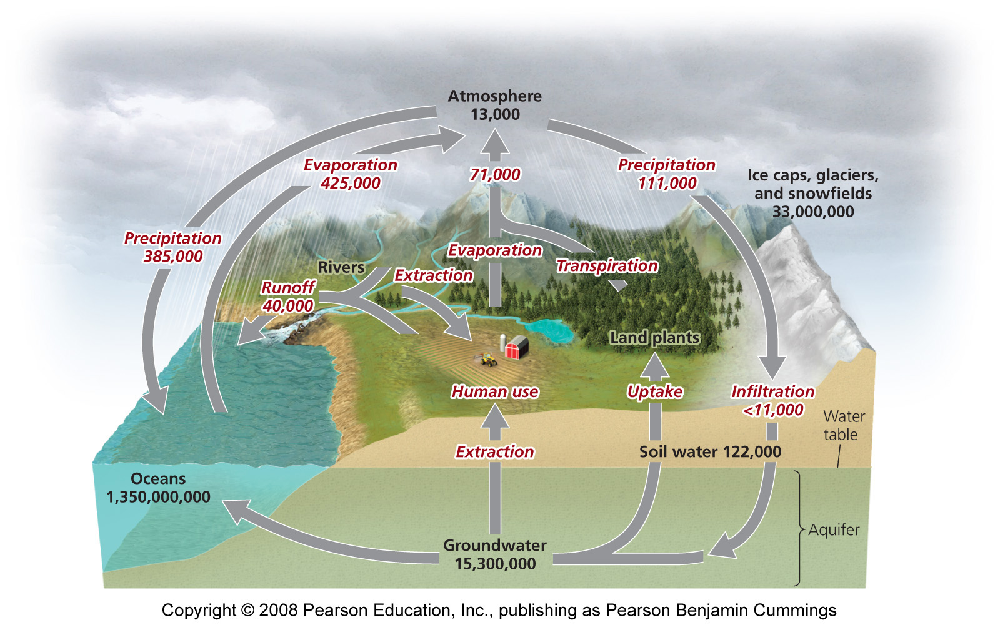 Atmosphere
13,000
Evaporation
425,000
71,000
Precipitation
111,000
Ice caps, glaciers,
and snowfields
33,000,000
Precipitation
385,000
Evaporation
Transpiration
Rivers
Extraction
Runoff
40,000
Land plants
Human use
Uptake
Infiltration
<11,000
Water
table
Extraction
Soil water 122,000
Oceans
1,350,000,000
Aquifer
Groundwater
15,300,000
Copyright © 2008 Pearson Education, Inc., publishing as Pearson Benjamin Cummings